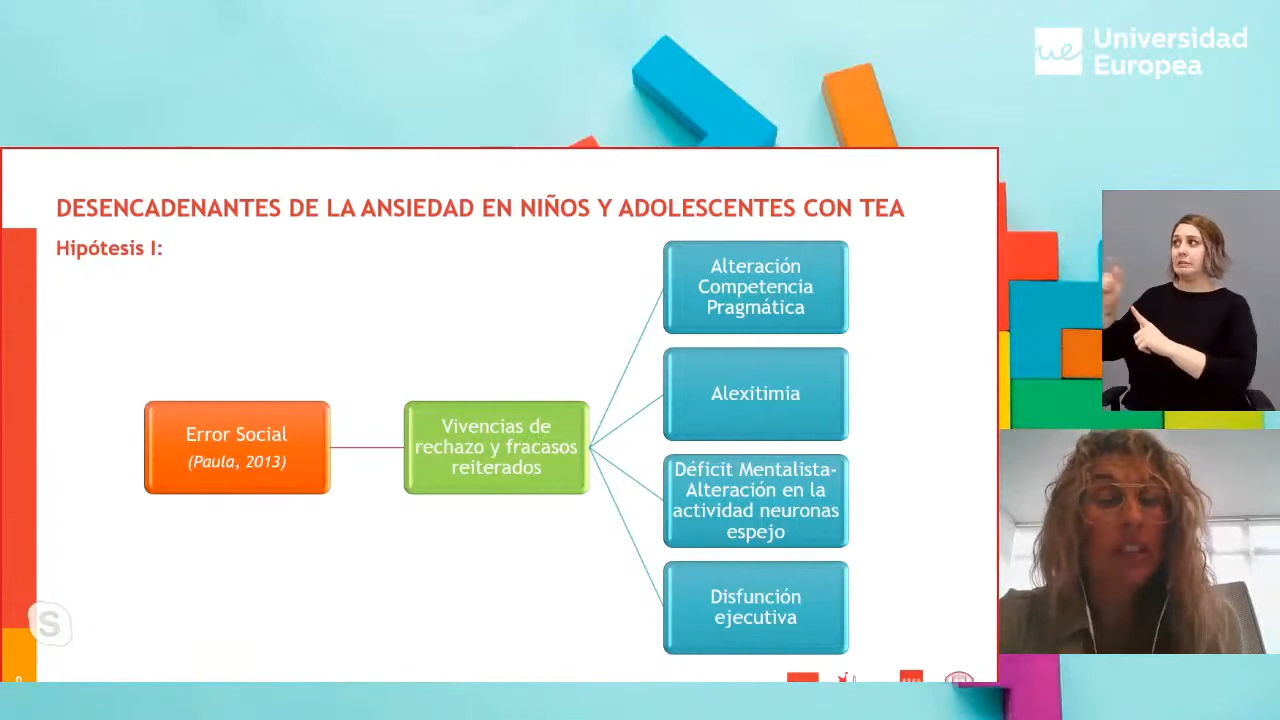 ue Universidad
Europea
DESENCADENANTES DE LA ANSIEDAD EN NIÑOS Y ADOLESCENTES CON TEA
Hipótesis I:
Error Social
(Paula, 2013)
Vivencias de
rechazo y fracasos
reiterados
Alteración
Competencia
Pragmática
Alexitimia
Déficit Mentalista-
Alteración en la
actividad neuronas
espejo
Disfunción
ejecutiva
S